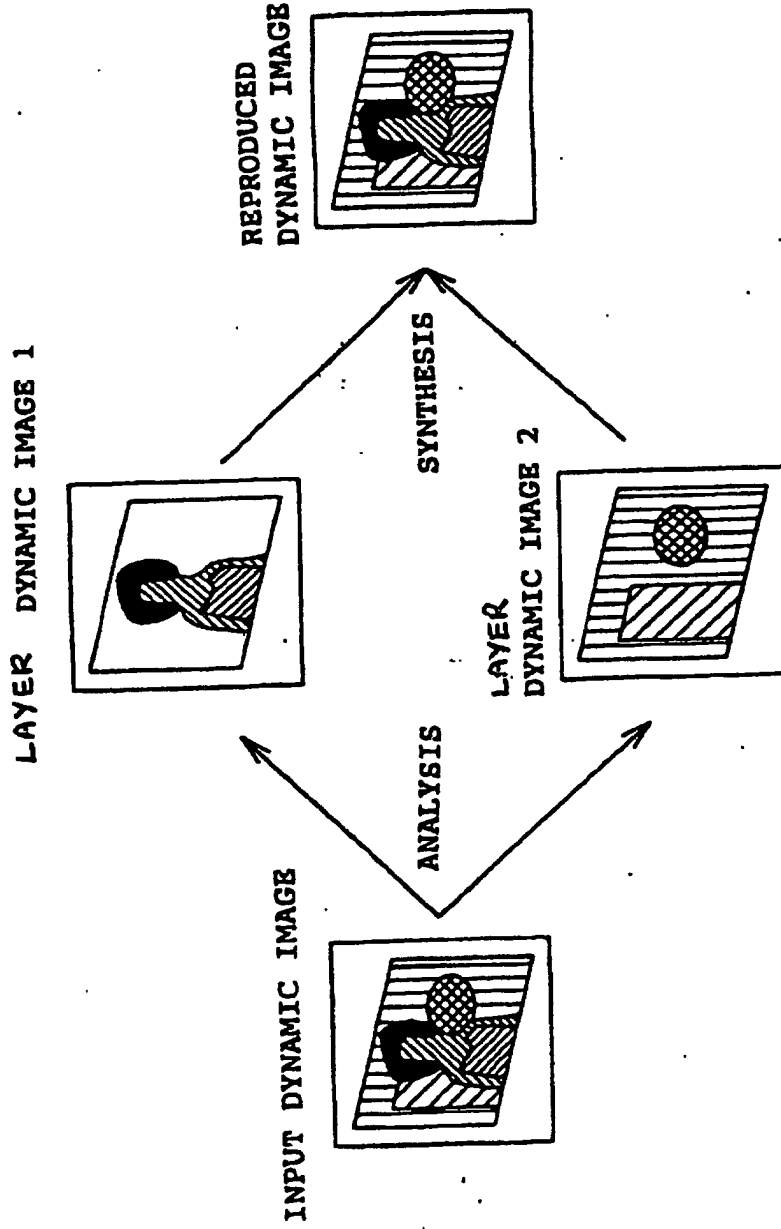 LAYER DYNAMIC IMAGE 1
INPUT DYNAMIC IMAGE
ANALYSIS
SYNTHESIS
REPRODUCED
DYNAMIC IMAGE
LAYER
DYNAMIC IMAGE 2